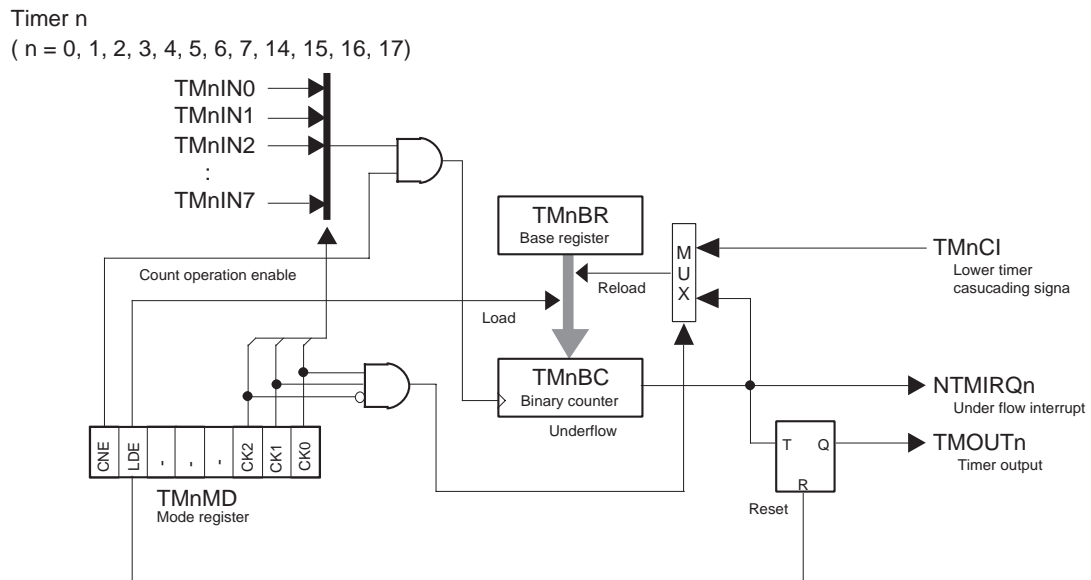 Timer n
( n = 0, 1, 2, 3, 4, 5, 6, 7, 14, 15, 16, 17)
TMnIN0
TMnIN1
TMnIN2
:
TMnIN7
Count operation enable
TMnBR
Base register
MUX
TMnCI
Lower timer
casucading signa
Reload
Load
TMnBC
Binary counter
Underflow
NTMIRQn
Under flow interrupt
T Q
R
TMOUTn
Timer output
Reset
CNE LDE - - - CK2 CK1 CK0
TMnMD
Mode register